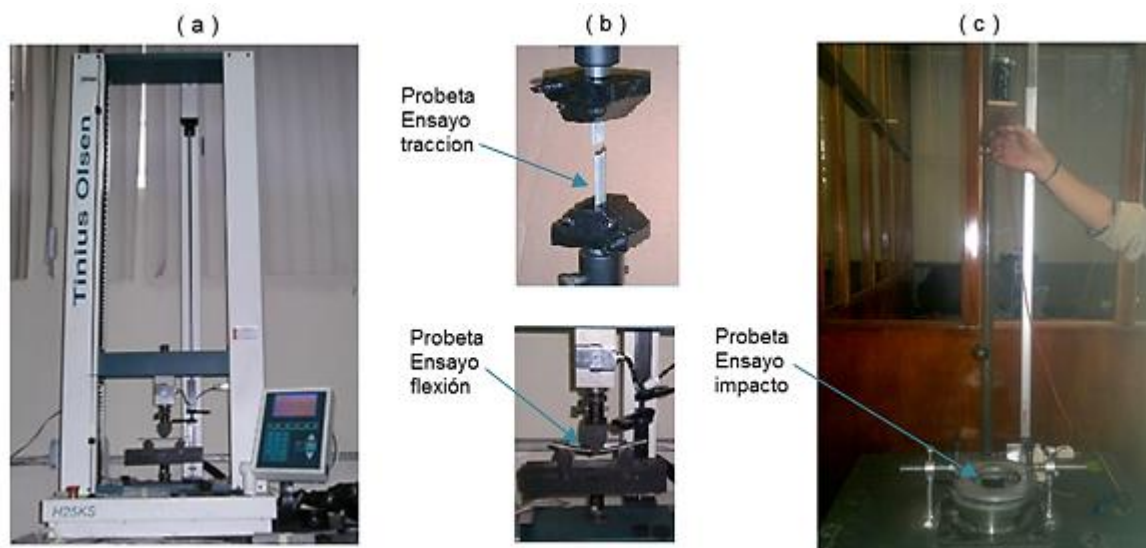 ( a )
( b )
( c )
Tinius Olsen
H25KS
Probeta
Ensayo
traccion
Probeta
Ensayo
flexión
Probeta
Ensayo
impacto